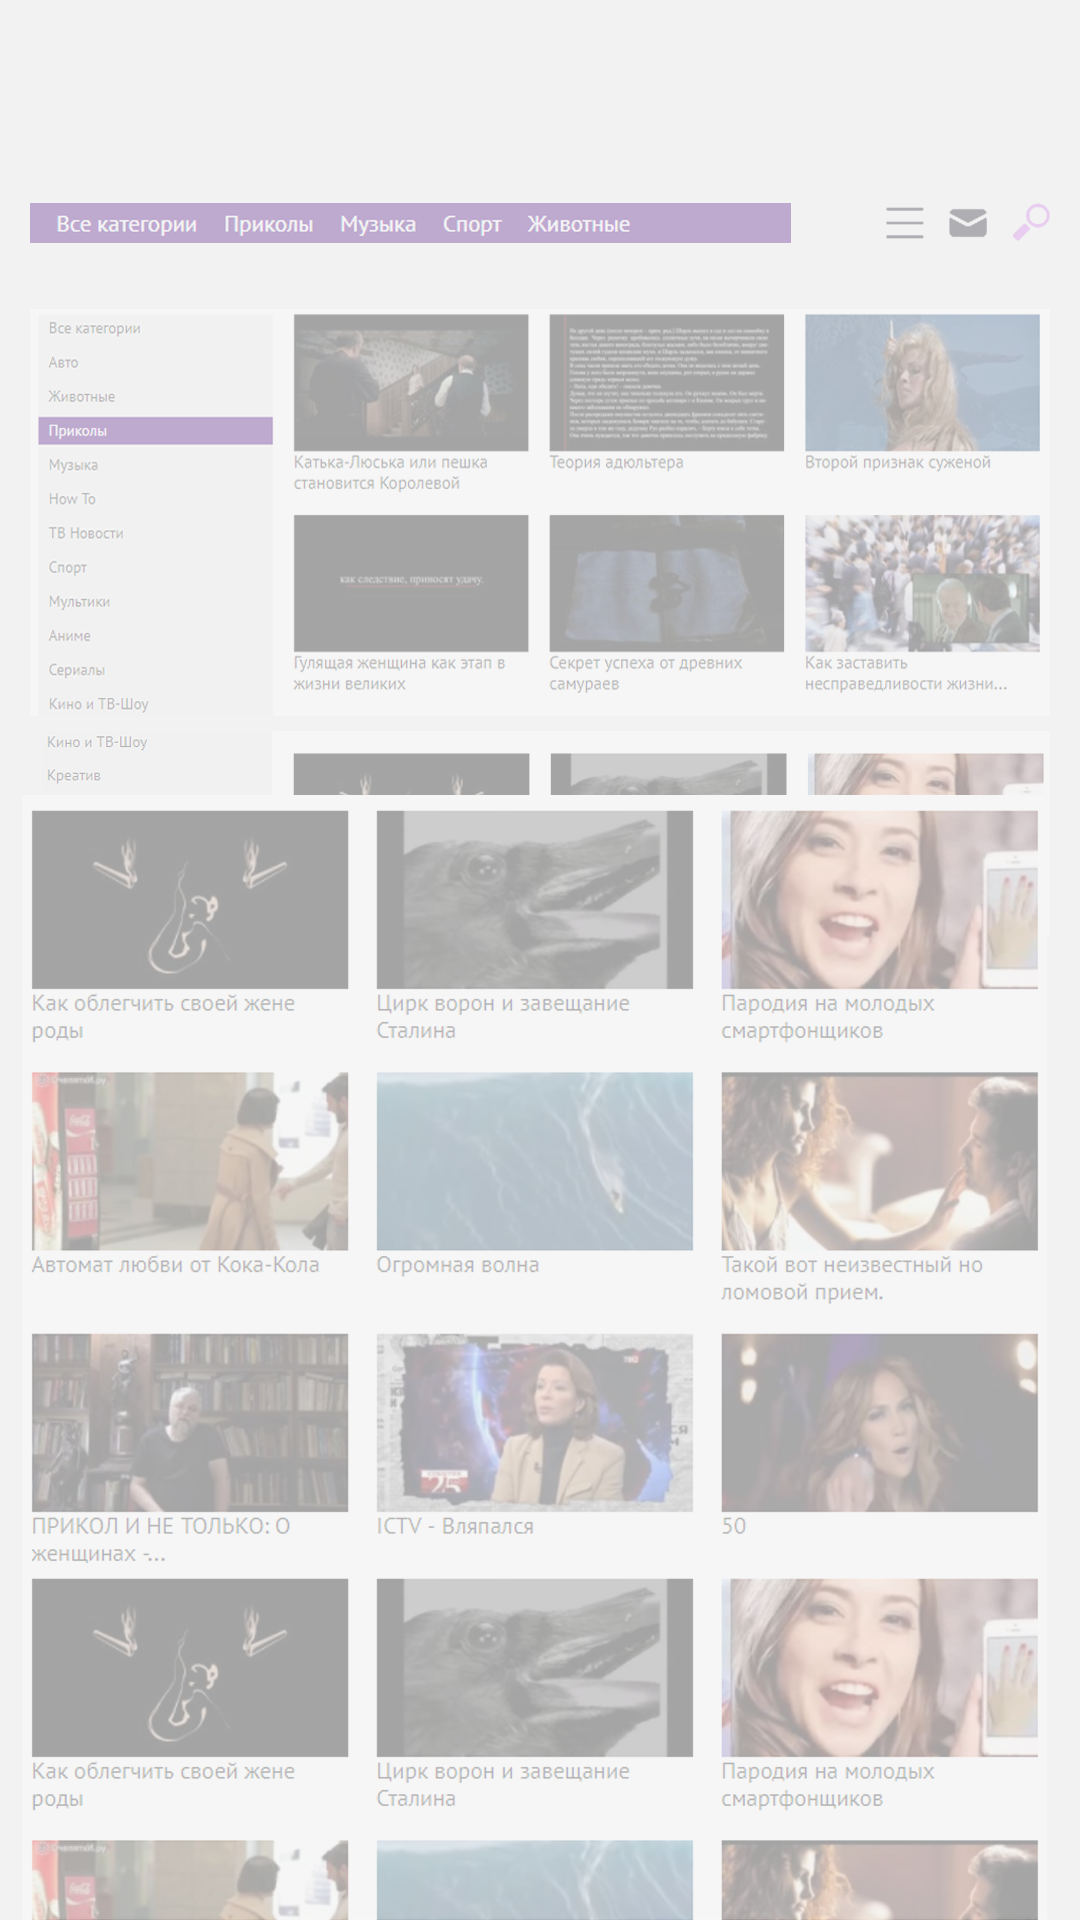 Все категории Приколы Музыка Спорт Животные
Все категории
Авто
Животные
Приколы
Музыка
How To
ТВ Новости
Спорт
Мультики
Аниме
Сериалы
Кино и ТВ-Шоу
Катька-Люська или пешка
становится Королевой
Теория адюльтера
Второй признак суженой
как следствие, приносят удачу.
Гулящая женщина как этап в
жизни великих
Секрет успеха от древних
самураев
Как заставить
несправедливости жизни...
Кино и ТВ-Шоу
Креатив
Как облегчить своей жене
роды
Цирк ворон и завещание
Сталина
Пародия на молодых
смартфонщиков
Автомат любви от Кока-Кола
Огромная волна
Такой вот неизвестный но
ломовой прием.
ПРИКОЛ И НЕ ТОЛЬКО: О
женщинах -...
ICTV - Вляпался
50
Как облегчить своей жене
роды
Цирк ворон и завещание
Сталина
Пародия на молодых
смартфонщиков